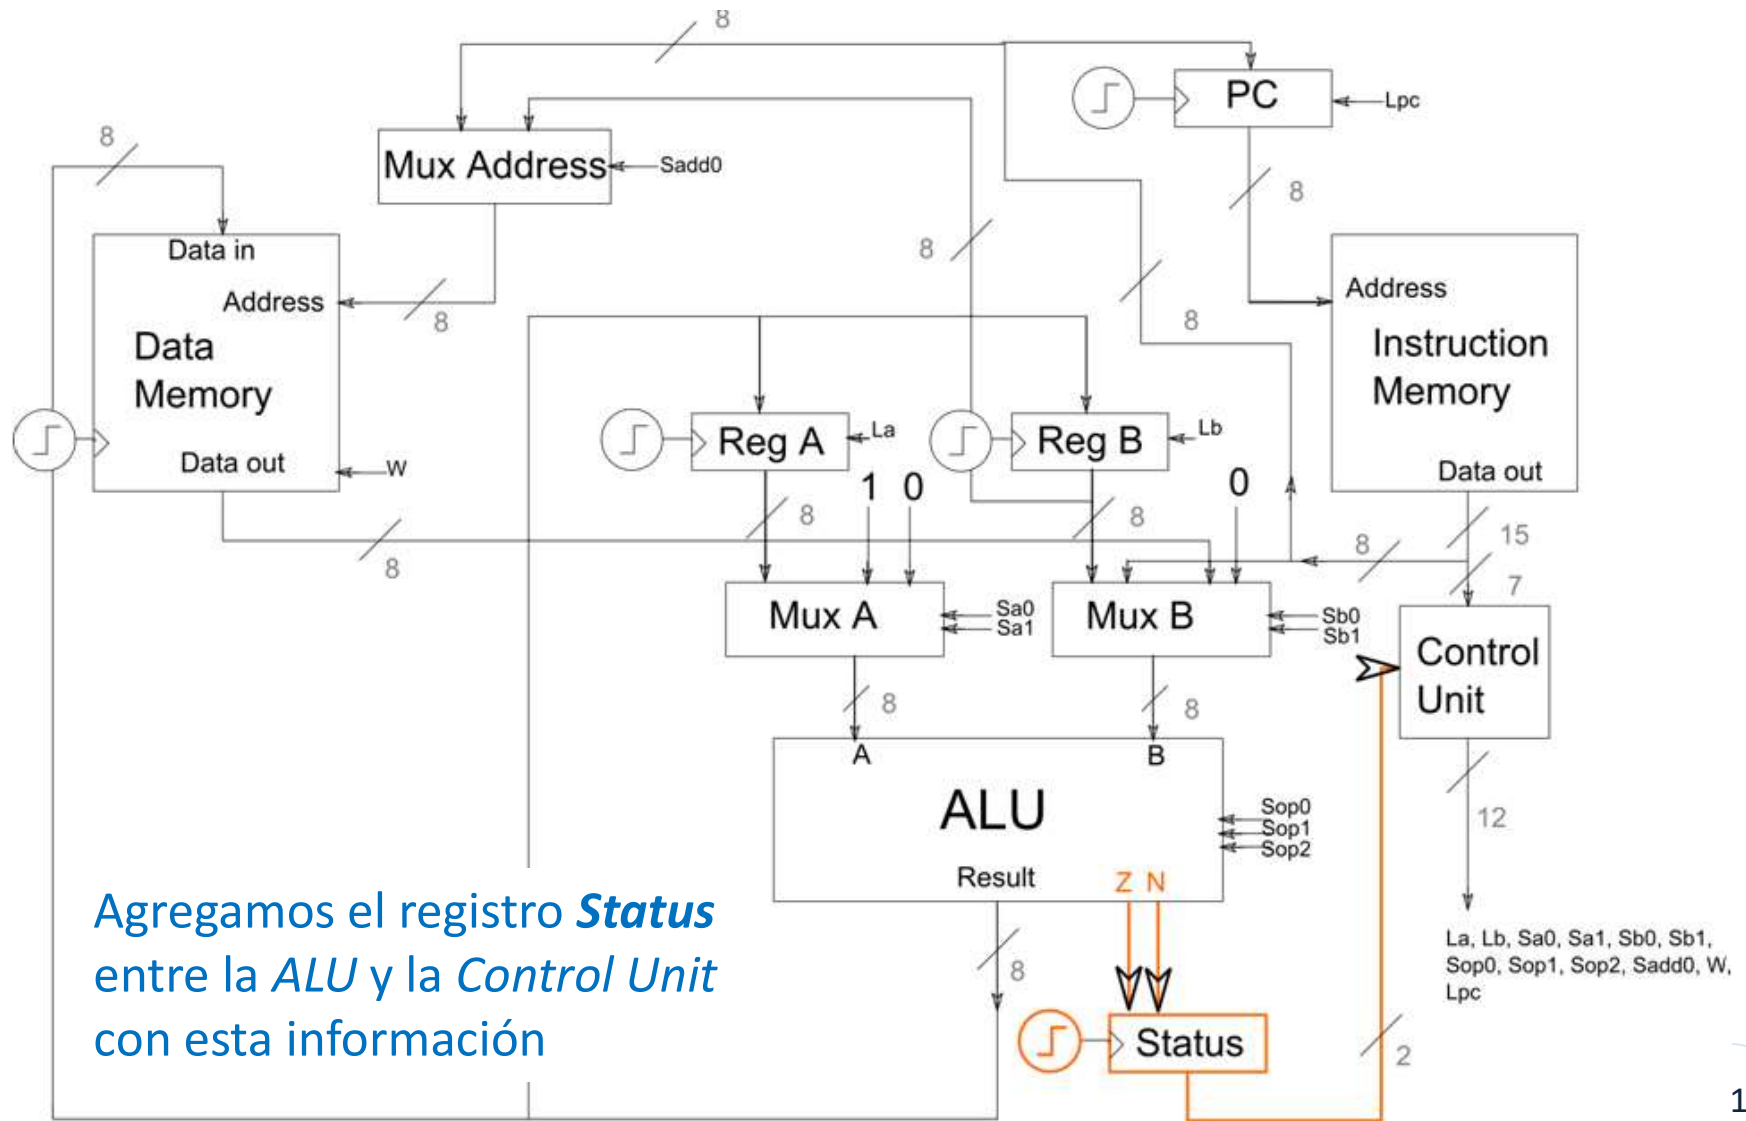 8
PC
Lpc
8
Mux Address
Sadd0
8
Data in
8
Address
8
Address
Data
Memory
8
8
Instruction
Memory
Reg A
La
Reg B
Lb
Data out
W
1 0
0
Data out
8
8
15
8
8
7
Mux A
Sa0
Sa1
Mux B
Sb0
Sb1
Control
Unit
8
8
A
B
ALU
Sop0
Sop1
Sop2
12
Result
Z N
Agregamos el registro Status
entre la ALU y la Control Unit
con esta información
La, Lb, Sa0, Sa1, Sb0, Sb1,
Sop0, Sop1, Sop2, Sadd0, W,
Lpc
8
Status
2
1